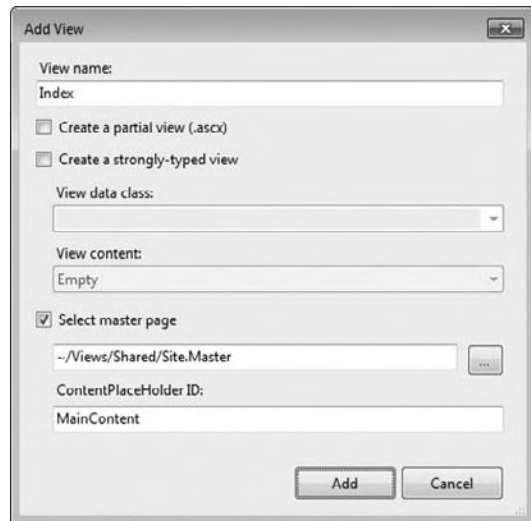 Add View
View name:
Index
Create a partial view (.ascx)
Create a strongly-typed view
View data class:
View content:
Empty
Select master page
~/Views/Shared/Site.Master
...
ContentPlaceHolder ID:
MainContent
Add
Cancel